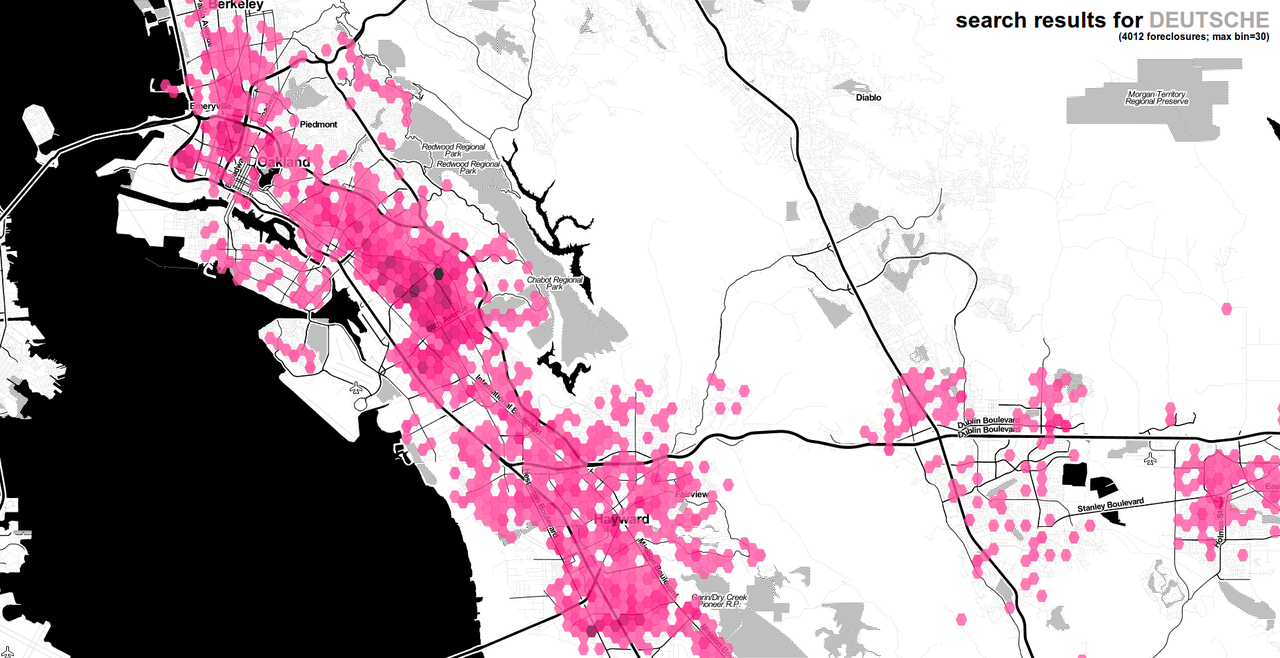 search results for DEUTSCHE
(4012 foreclosures; max bin=30)
Berkeley
Diablo
Morgan Territory
Regional Preserve
Emeryville
Piedmont
Redwood Regional
Park
Oakland
Redwood Regional
Park
Chabot Regional
Park
International Boulevard
Dublin Boulevard
Dublin Boulevard
Fairview
Stanley Boulevard
Hayward
Garin/Dry Creek
Pioneer R.P.